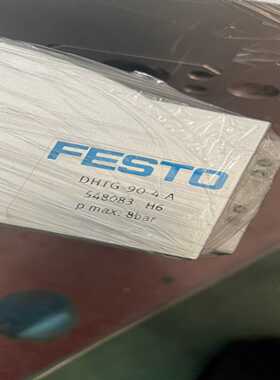 FESTO
DHTG-90-4-A
548083 H6
p max. 8bar